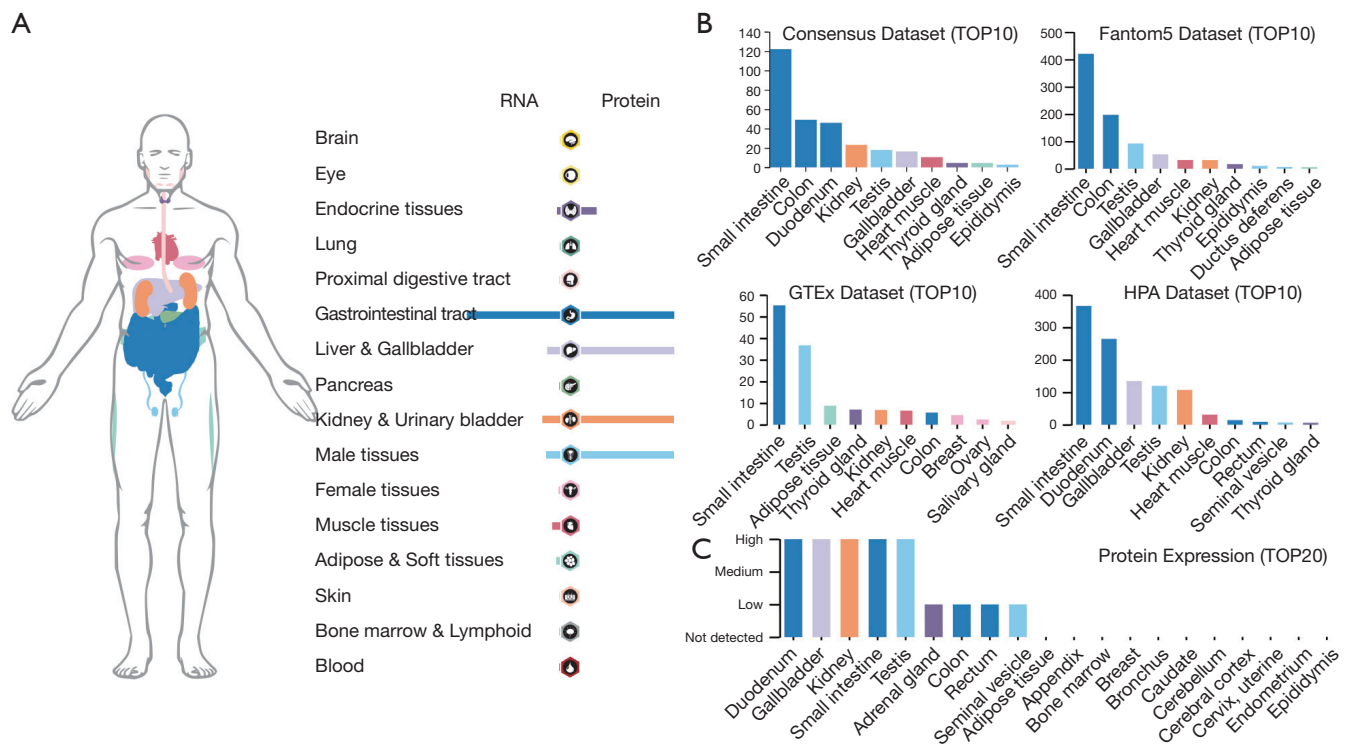 A
RNA
Protein
Brain
Eye
Endocrine tissues
Lung
Proximal digestive tract
Gastrointestinal tract
Liver & Gallbladder
Pancreas
Kidney & Urinary bladder
Male tissues
Female tissues
Muscle tissues
Adipose & Soft tissues
Skin
Bone marrow & Lymphoid
Blood
B
Consensus Dataset (TOP10)
140
120
100
80
60
40
20
0
Small intestine
Colon
Duodenum
Kidney
Testis
Gallbladder
Heart muscle
Thyroid gland
Adipose tissue
Epididymis
Fantom5 Dataset (TOP10)
500
400
300
200
100
0
Small intestine
Colon
Testis
Gallbladder
Heart muscle
Kidney
Thyroid gland
Epididymis
Ductus deferens
Adipose tissue
GTEx Dataset (TOP10)
60
50
40
30
20
10
0
Small intestine
Testis
Adipose tissue
Thyroid gland
Kidney
Heart muscle
Colon
Breast
Ovary
Salivary gland
HPA Dataset (TOP10)
400
300
200
100
0
Small intestine
Duodenum
Gallbladder
Testis
Kidney
Heart muscle
Colon
Rectum
Seminal vesicle
Thyroid gland
C
Protein Expression (TOP20)
High
Medium
Low
Not detected
Duodenum
Gallbladder
Kidney
Small intestine
Testis
Adrenal gland
Colon
Rectum
Seminal vesicle
Adipose tissue
Appendix
Bone marrow
Breast
Bronchus
Caudate
Cerebellum
Cerebral cortex
Cervix, uterine
Endometrium
Epididymis